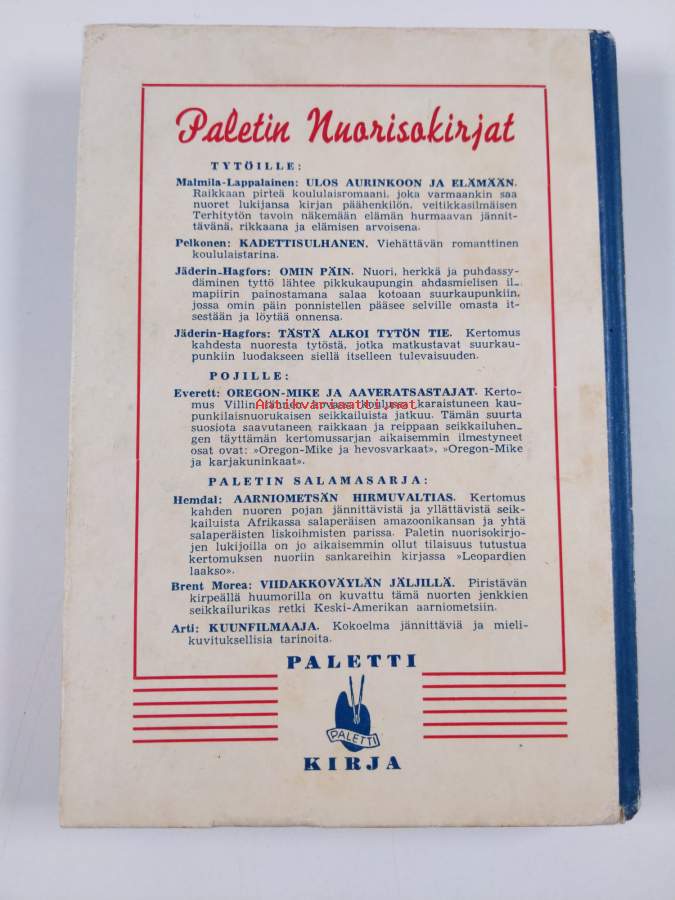 Paletin Nuorisokirjat
TYTÖILLE:
Malmila-Lappalainen: ULOS AURINKOON JA ELÄMÄÄN.
Raikkaan pirteä koululaisromaani, joka varmaankin saa
nuoret lukijansa kirjan päähenkilön, veitikkasilmäisen
Terhitytön tavoin näkemään elämän hurmaavan jännit-
tävänä, rikkaana ja elämisen arvoisena.
Pelkonen: KADETTISULHANEN. Viehättävän romanttinen
koululaistarina.
Jäderin-Hagfors: OMIN PÄIN. Nuori, herkkä ja puhdassy-
däminen tyttö lähtee pikkukaupungin ahdasmielisen il-
mapiirin painostamana salaa kotoaan suurkaupunkiin,
jossa omin päin ponnistellen pääsee selville omasta it-
sestään ja löytää onnensa.
Jäderin-Hagfors: TÄSTÄ ALKOI TYTÖN TIE. Kertomus
kahdesta nuoresta tytöstä, jotka matkustavat suurkau-
punkiin luodakseen siellä itselleen tulevaisuuden.
POJILLE:
Everett: OREGON-MIKE JA AAVERATSASTAJAT. Kerto-
mus Villin lännen kovassa koulussa karaistuneen kau-
Antikvariaatti.net
punkilaisnuorukaisen seikkailuista jatkuu. Tämän suurta
suosiota saavutaneen raikkaan ja reippaan seikkailuhen-
gen täyttämän kertomussarjan aikaisemmin ilmestyneet
osat ovat: »Oregon-Mike ja hevosvarkaat», »Oregon-Mike
ja karjakuninkaat».
PALETIN SALAMASARJA:
Hemdal: AARNIOMETSÄN HIRMUVALTIAS. Kertomus
kahden nuoren pojan jännittävistä ja yllättävistä seik-
kailuista Afrikassa salaperäisen amazoonikansan ja yhtä
salaperäisten liskoihmisten parissa. Paletin nuorisokirjo-
jen lukijoilla on jo aikaisemmin ollut tilaisuus tutustua
kertomuksen nuoriin sankareihin kirjassa »Leopardien
laakso».
Brent Morea: VIIDAKKOVÄYLÄN JÄLJILLÄ. Piristävän
kirpeällä huumorilla on kuvattu tämä nuorten jenkkien
seikkailurikas retki Keski-Amerikan aarniometsiin.
Arti: KUUNFILMAAJA. Kokoelma jännittäviä ja mieli-
kuvituksellisia tarinoita.
PALETTI
PALETTI
KIRJA